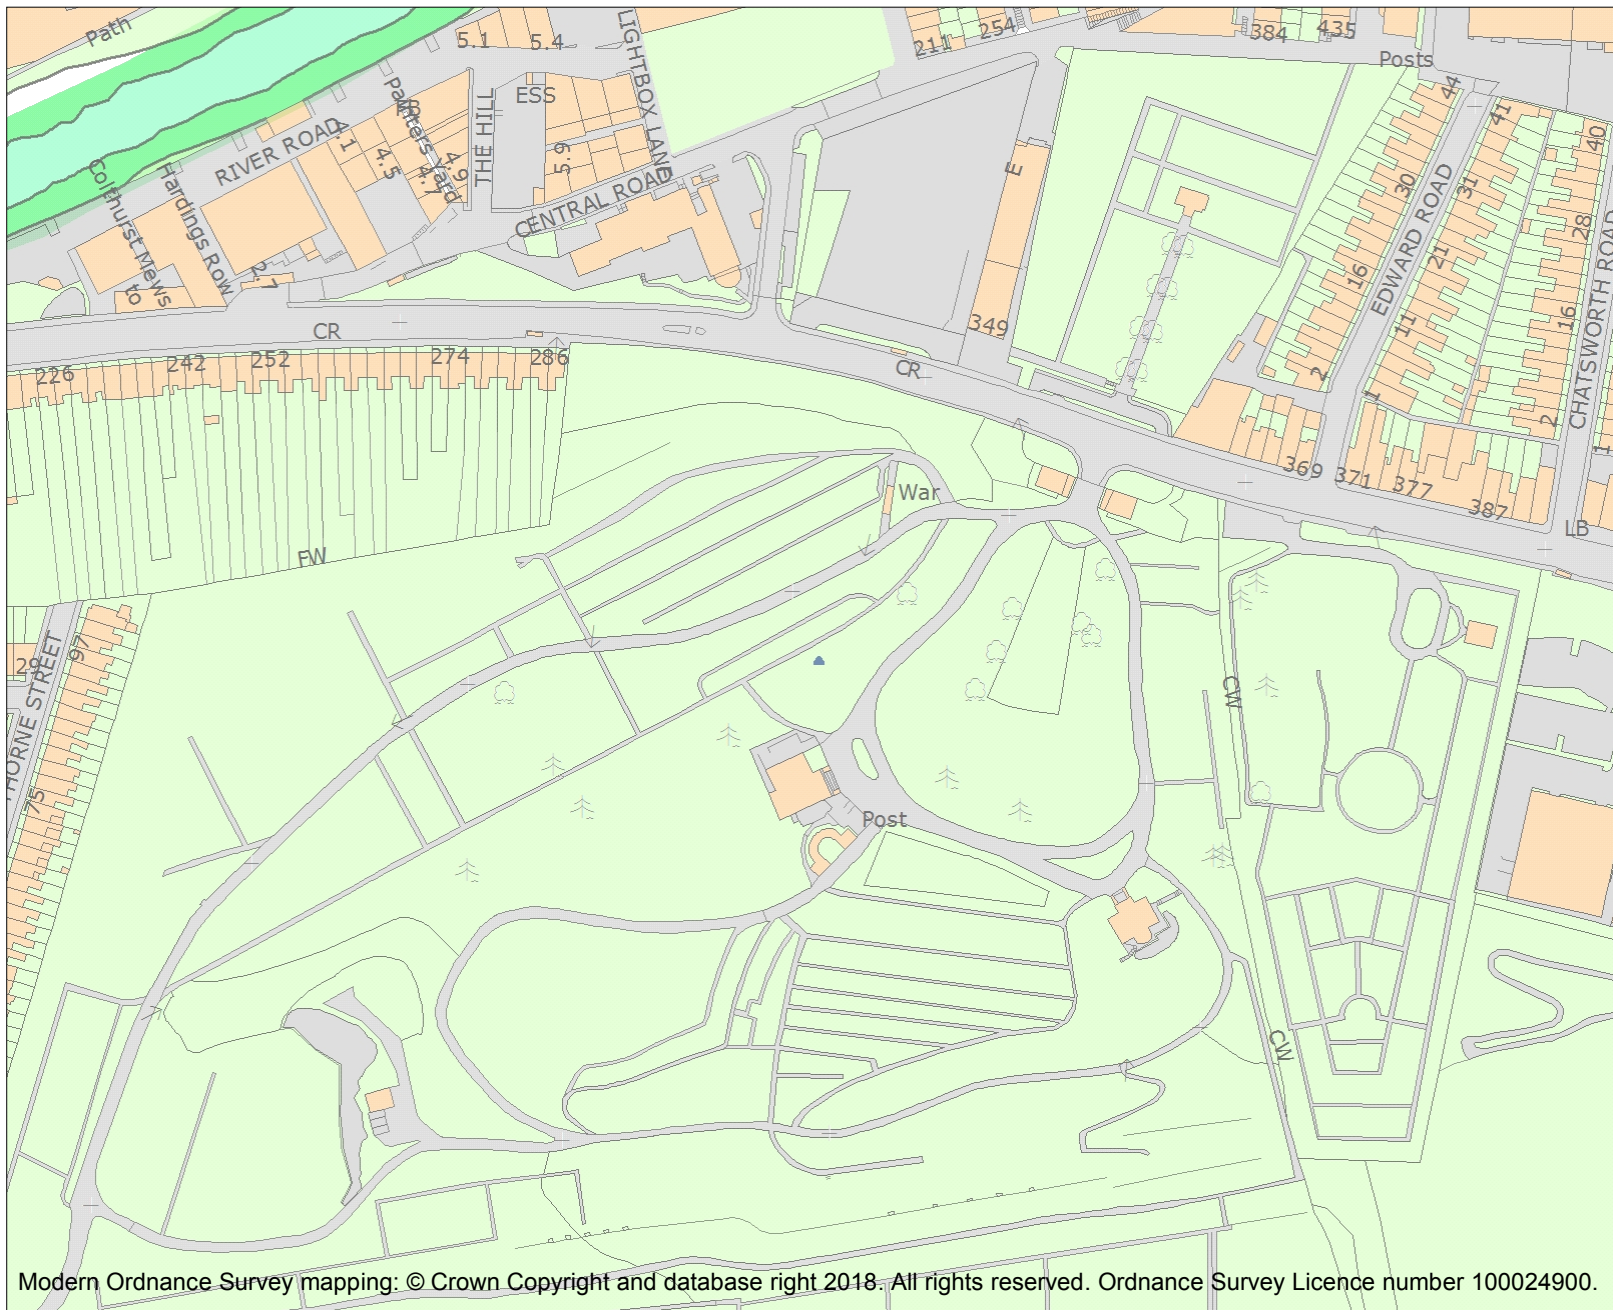 Path
5.1
5.4
LIGHTBOX LAND
211
254
384
435
Posts
44
41
40
ESS
Painters Yard
THE HILL
RIVER ROAD
4.1
4.5
4.7
4.9
5.9
CENTRAL ROAD
Colthurst Mews
to
Hardings Row
2.7
E
349
30
31
28
EDWARD ROAD
CHATSWORTH ROAD
16
21
16
11
2
1
2
1
CR
CR
226
242
252
274
286
369
371
377
387
LB
War
FW
CW
29
97
THORNE STREET
75
Post
CW
Modern Ordnance Survey mapping: © Crown Copyright and database right 2018. All rights reserved. Ordnance Survey Licence number 100024900.